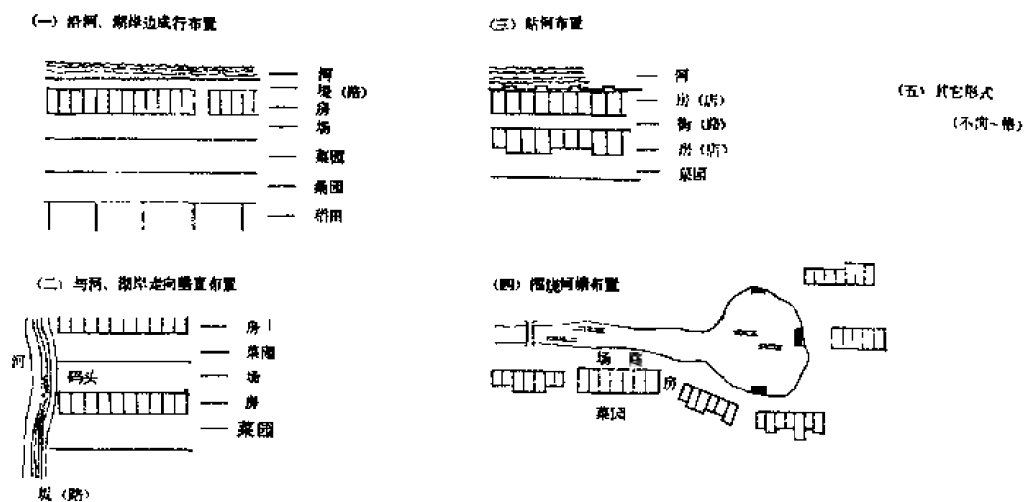 (一) 沿河、湖岸边成行布置
河
堤(路)
房
场
菜园
桑园
稻田
(二) 与河、湖岸走向垂直布置
河
码头
房
菜园
场
房
菜园
堤(路)
(三) 贴河布置
河
房(店)
街(路)
房(店)
菜园
(四) 围绕河塘布置
场
房
菜园
(五) 其它形式